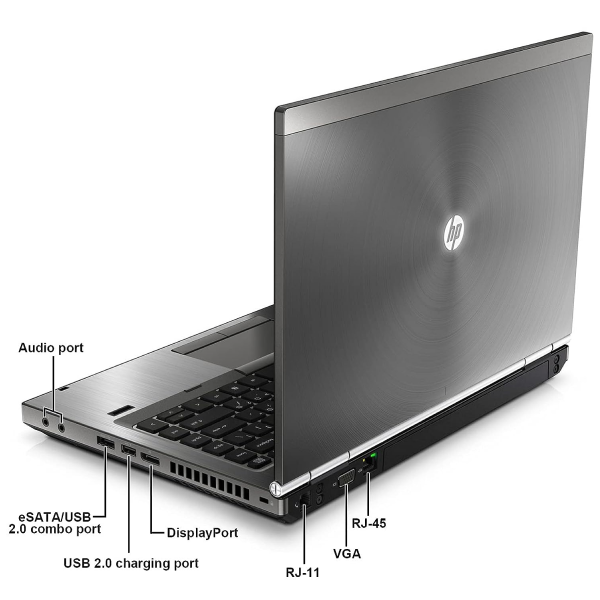 hp
Audio port
eSATA/USB
2.0 combo port
DisplayPort
USB 2.0 charging port
RJ-45
VGA
RJ-11